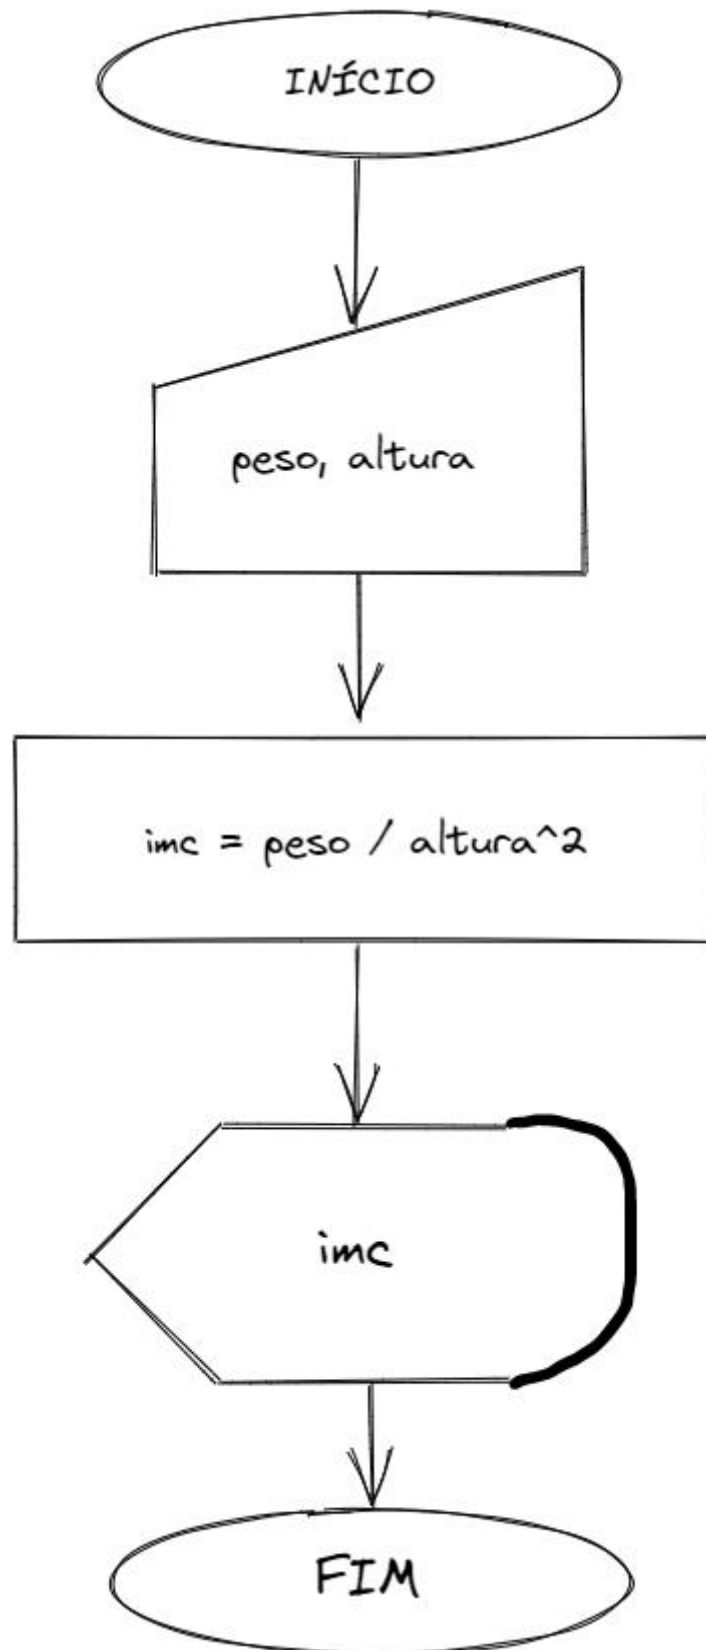 INÍCIO
peso, altura
imc = peso / altura^2
imc
FIM